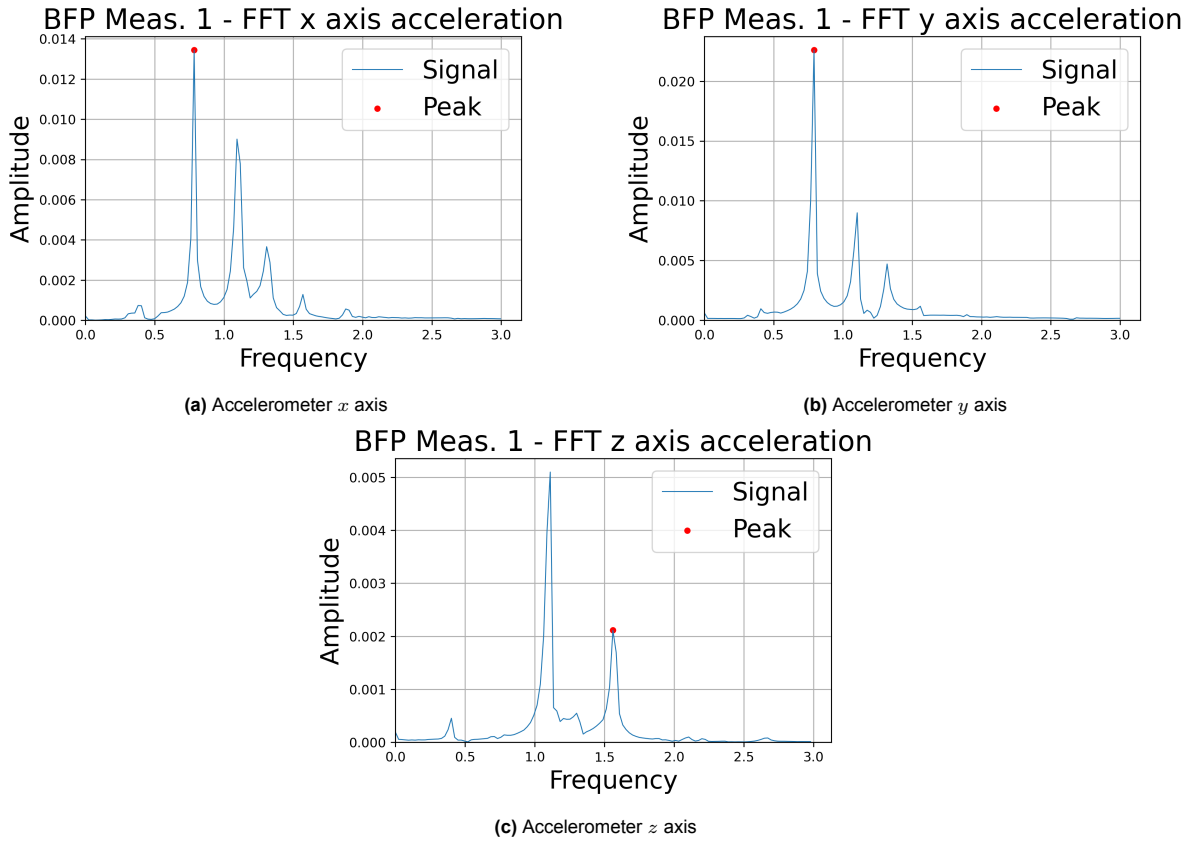 BFP Meas. 1 - FFT x axis acceleration
0.014
0.012
0.010
0.008
0.006
0.004
0.002
0.000
Amplitude
Signal
Peak
0.0 0.5 1.0 1.5 2.0 2.5 3.0
Frequency
(a) Accelerometer x axis
BFP Meas. 1 - FFT y axis acceleration
0.020
0.015
0.010
0.005
0.000
Amplitude
Signal
Peak
0.0 0.5 1.0 1.5 2.0 2.5 3.0
Frequency
(b) Accelerometer y axis
BFP Meas. 1 - FFT z axis acceleration
0.005
0.004
0.003
0.002
0.001
0.000
Amplitude
Signal
Peak
0.0 0.5 1.0 1.5 2.0 2.5 3.0
Frequency
(c) Accelerometer z axis